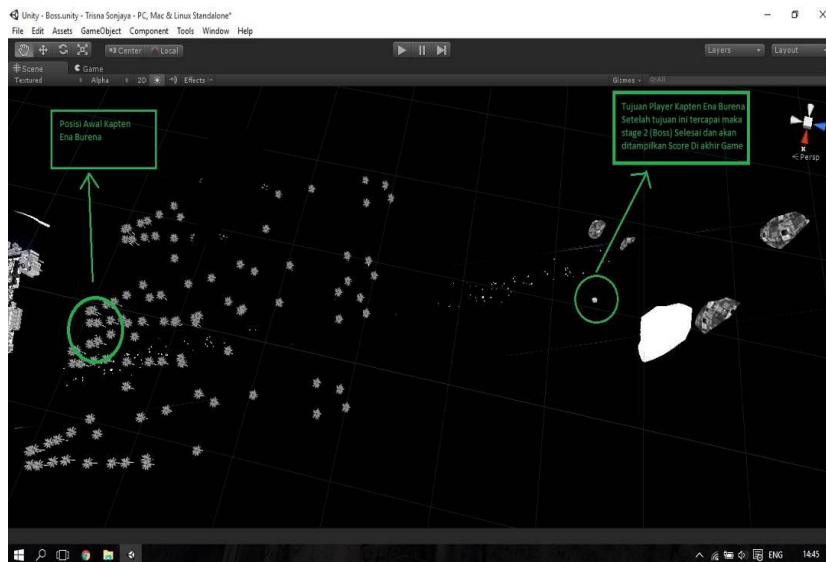 Unity - Boss.unity - Trisna Sonjaya - PC, Mac & Linux Standalone*
File Edit Assets GameObject Component Tools Window Help
Center Local Layers Layout
Scene Game
Textured Alpha 2D Effects Gizmos All
Posisi Awal Kapten
Ena Burena
Tujuan Player Kapten Ena Burena
Setelah tujuan ini tercapai maka
stage 2 (Boss) Selesai dan akan
ditampilkan Score Di akhir Game
x
Persp
ENG 14:45